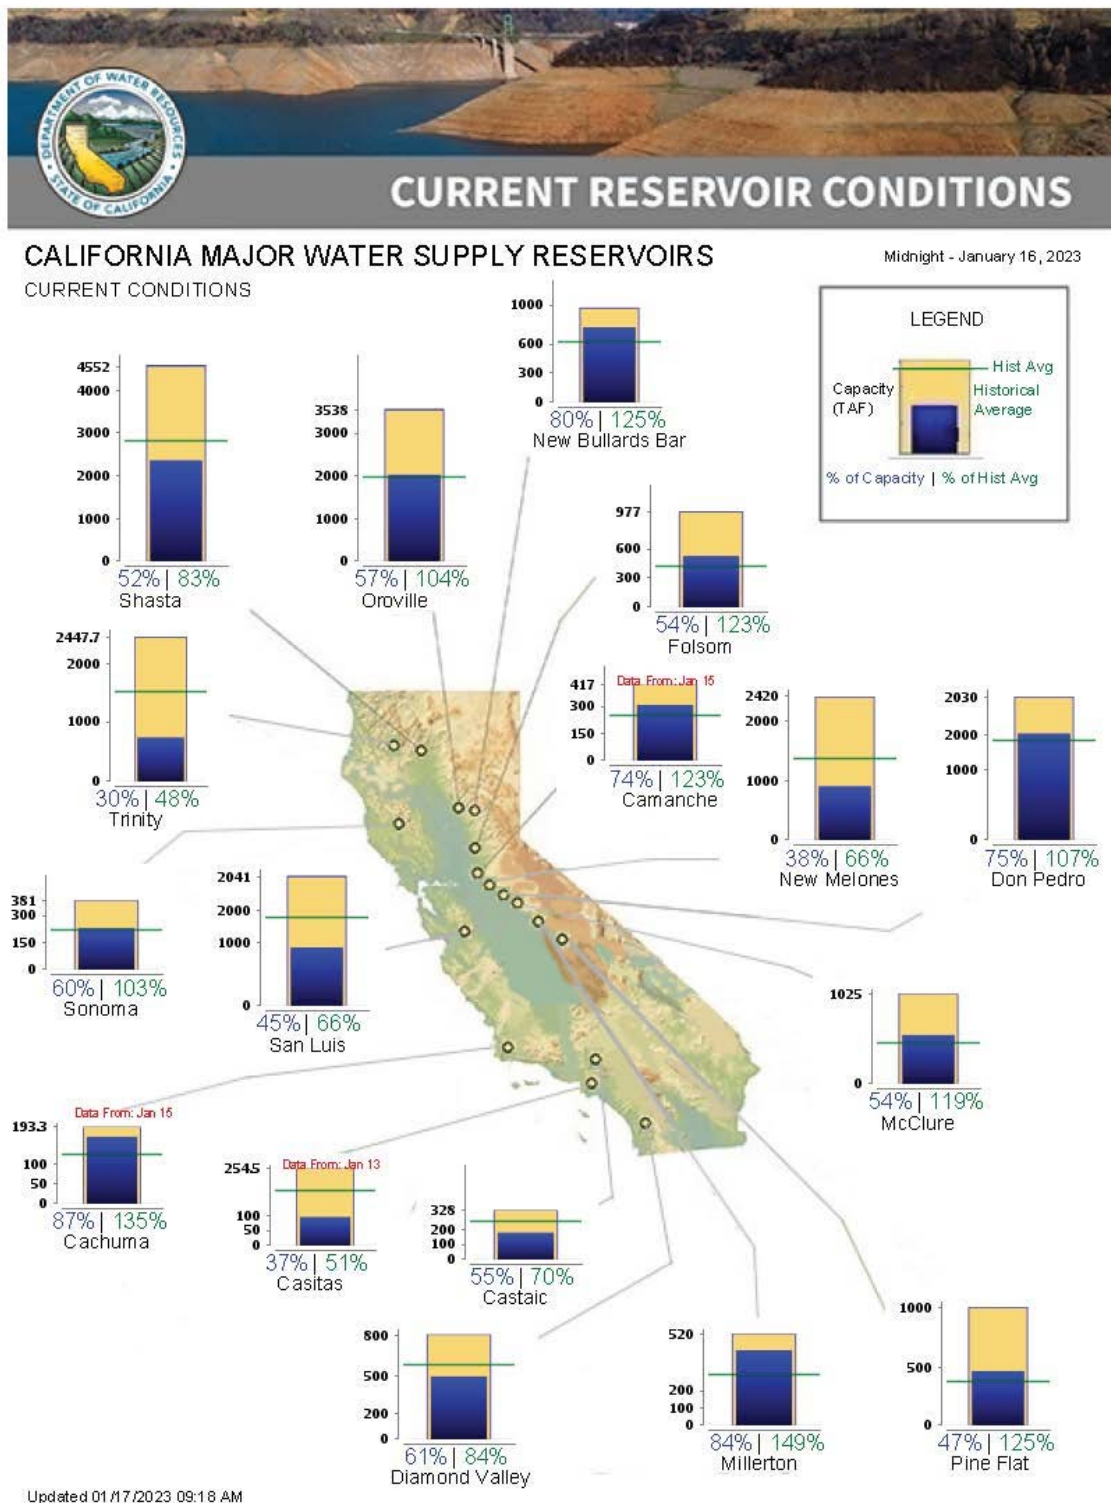 DEPARTMENT OF WATER RESOURCES
STATE OF CALIFORNIA
CURRENT RESERVOIR CONDITIONS
CALIFORNIA MAJOR WATER SUPPLY RESERVOIRS
Midnight - January 16, 2023
CURRENT CONDITIONS
LEGEND
Hist Avg
Capacity
(TAF)
Historical
Average
% of Capacity | % of Hist Avg
1000
600
300
0
80% | 125%
New Bullards Bar
4552
4000
3000
2000
1000
0
52% | 83%
Shasta
3538
3000
2000
1000
0
57% | 104%
Oroville
977
600
300
0
54% | 123%
Folsom
2447.7
2000
1000
0
30% | 48%
Trinity
Data From: Jan 15
417
300
150
0
74% | 123%
Camanche
2420
2000
1000
0
38% | 66%
New Melones
2030
2000
1000
0
75% | 107%
Don Pedro
381
300
150
0
60% | 103%
Sonoma
2041
2000
1000
0
45% | 66%
San Luis
1025
0
54% | 119%
McClure
Data From: Jan 15
193.3
100
50
0
87% | 135%
Cachuma
Data From: Jan 13
254.5
100
50
0
37% | 51%
Casitas
328
200
100
0
55% | 70%
Castaic
800
500
200
0
61% | 84%
Diamond Valley
520
200
100
0
84% | 149%
Millerton
1000
500
0
47% | 125%
Pine Flat
Updated 01/17/2023 09:18 AM